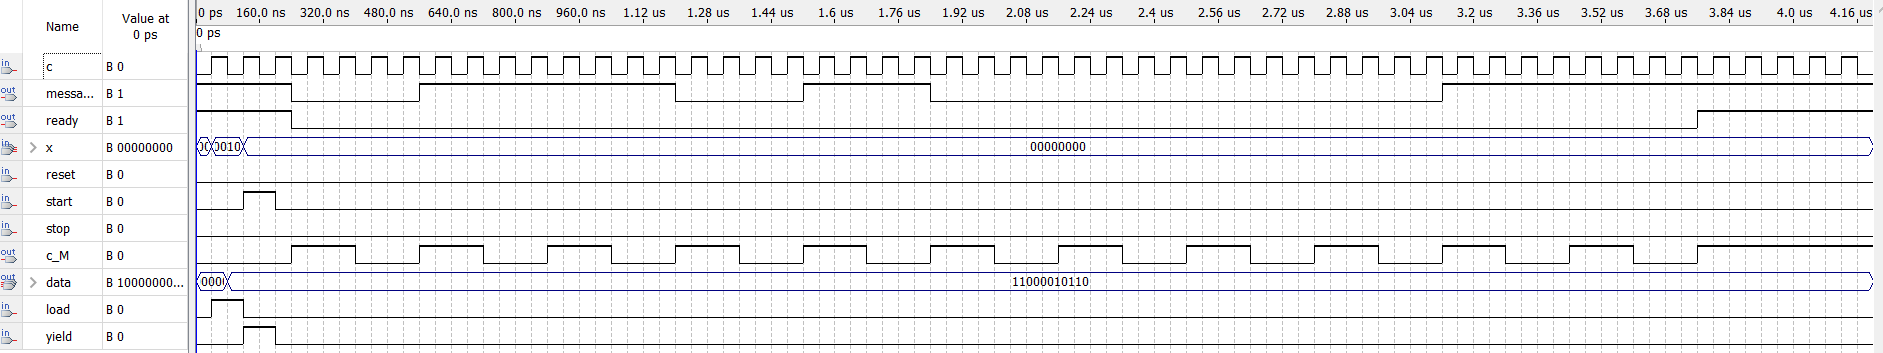 Name Value at 0 ps
0 ps 160.0 ns 320.0 ns 480.0 ns 640.0 ns 800.0 ns 960.0 ns 1.12 us 1.28 us 1.44 us 1.6 us 1.76 us 1.92 us 2.08 us 2.24 us 2.4 us 2.56 us 2.72 us 2.88 us 3.04 us 3.2 us 3.36 us 3.52 us 3.68 us 3.84 us 4.0 us 4.16 us
0 ps
in c B 0
out messa... B 1
out ready B 1
in x B 00000000 0010 00000000
in reset B 0
in start B 0
in stop B 0
out c_M B 0
out data B 10000000... 000 11000010110
in load B 0
in yield B 0